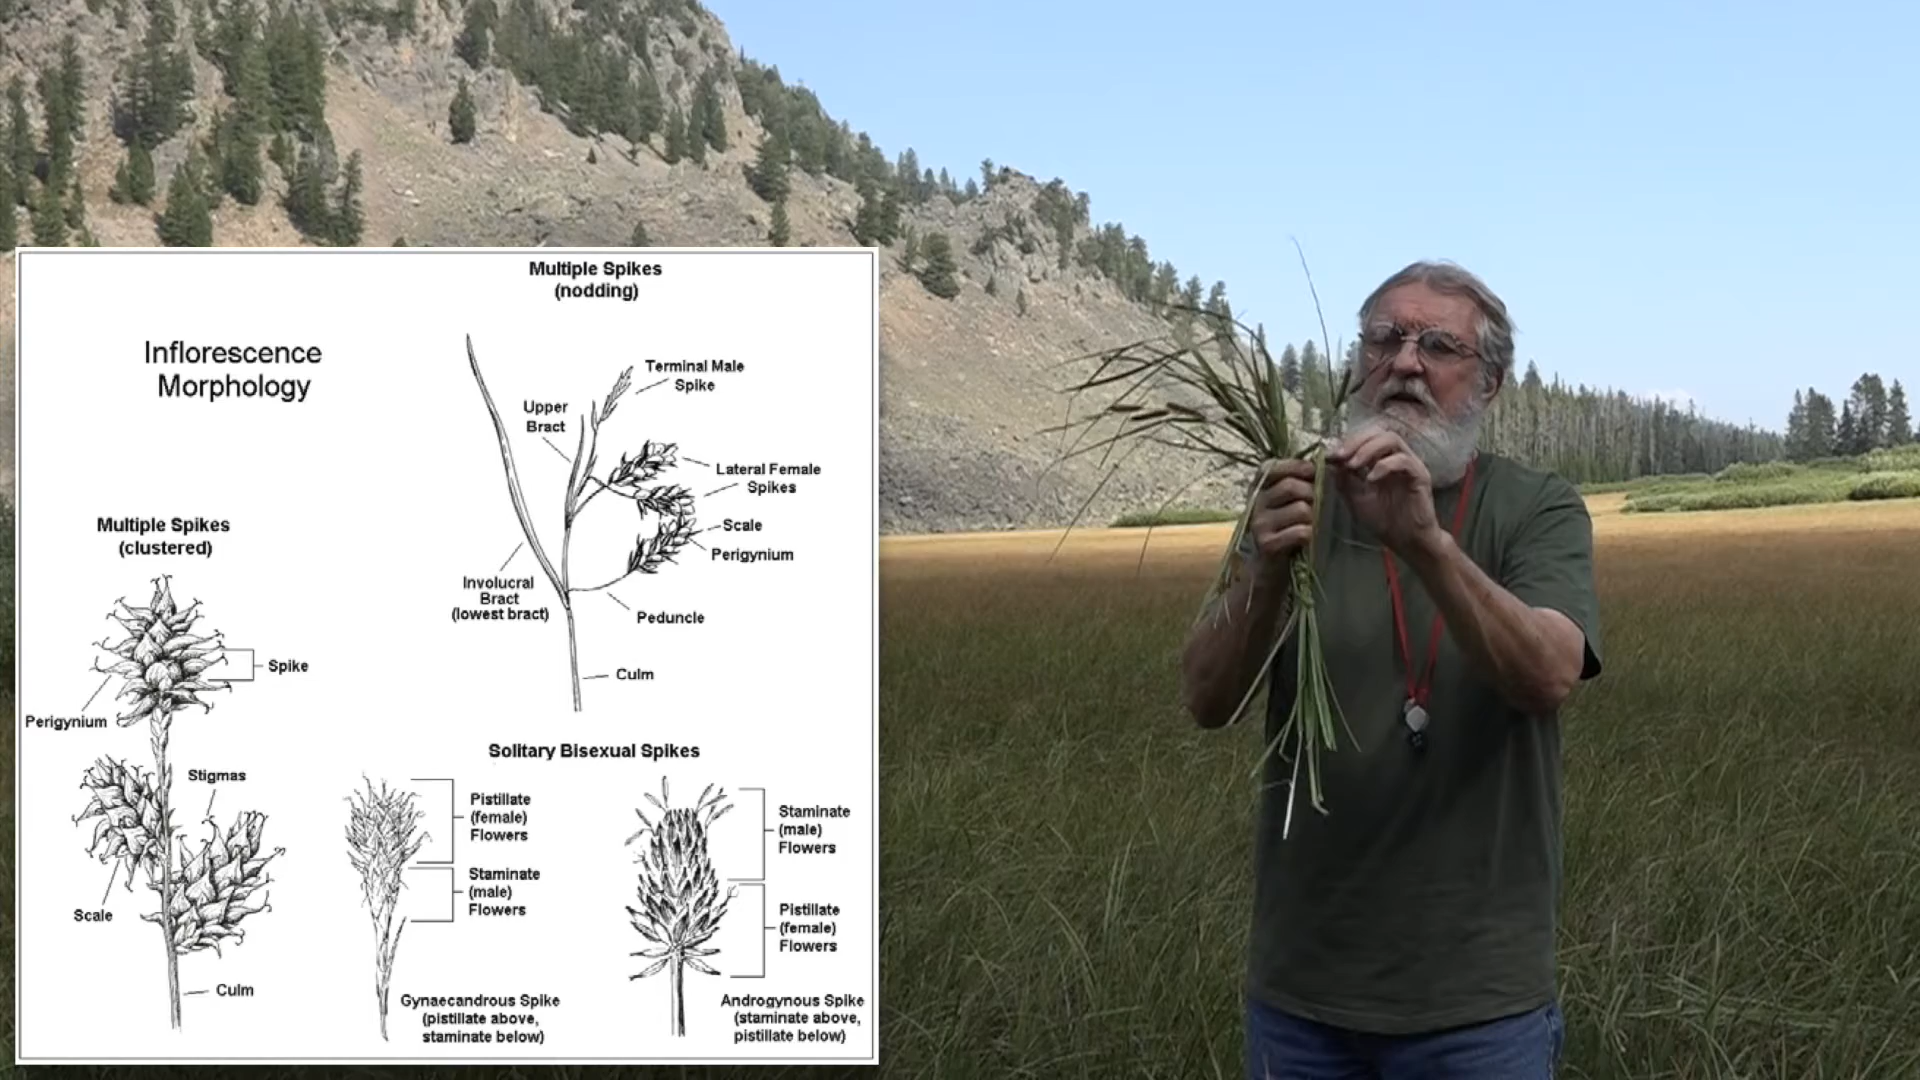 Inflorescence
Morphology
Multiple Spikes
(nodding)
Terminal Male
Spike
Upper
Bract
Lateral Female
Spikes
Scale
Perigynium
Involucral
Bract
(lowest bract)
Peduncle
Culm
Multiple Spikes
(clustered)
Spike
Perigynium
Stigmas
Scale
Culm
Solitary Bisexual Spikes
Pistillate
(female)
Flowers
Staminate
(male)
Flowers
Gynaecandrous Spike
(pistillate above,
staminate below)
Staminate
(male)
Flowers
Pistillate
(female)
Flowers
Androgynous Spike
(staminate above,
pistillate below)